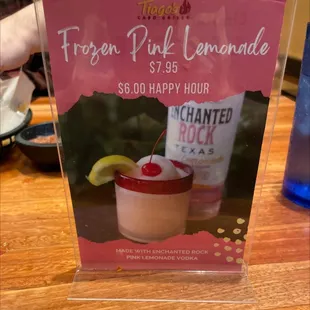 Tiago's
Frozen Pink Lemonade
$7.95
$6.00 HAPPY HOUR
ENCHANTED
ROCK
TEXAS
MADE WITH ENCHANTED ROCK
PINK LEMONADE VODKA